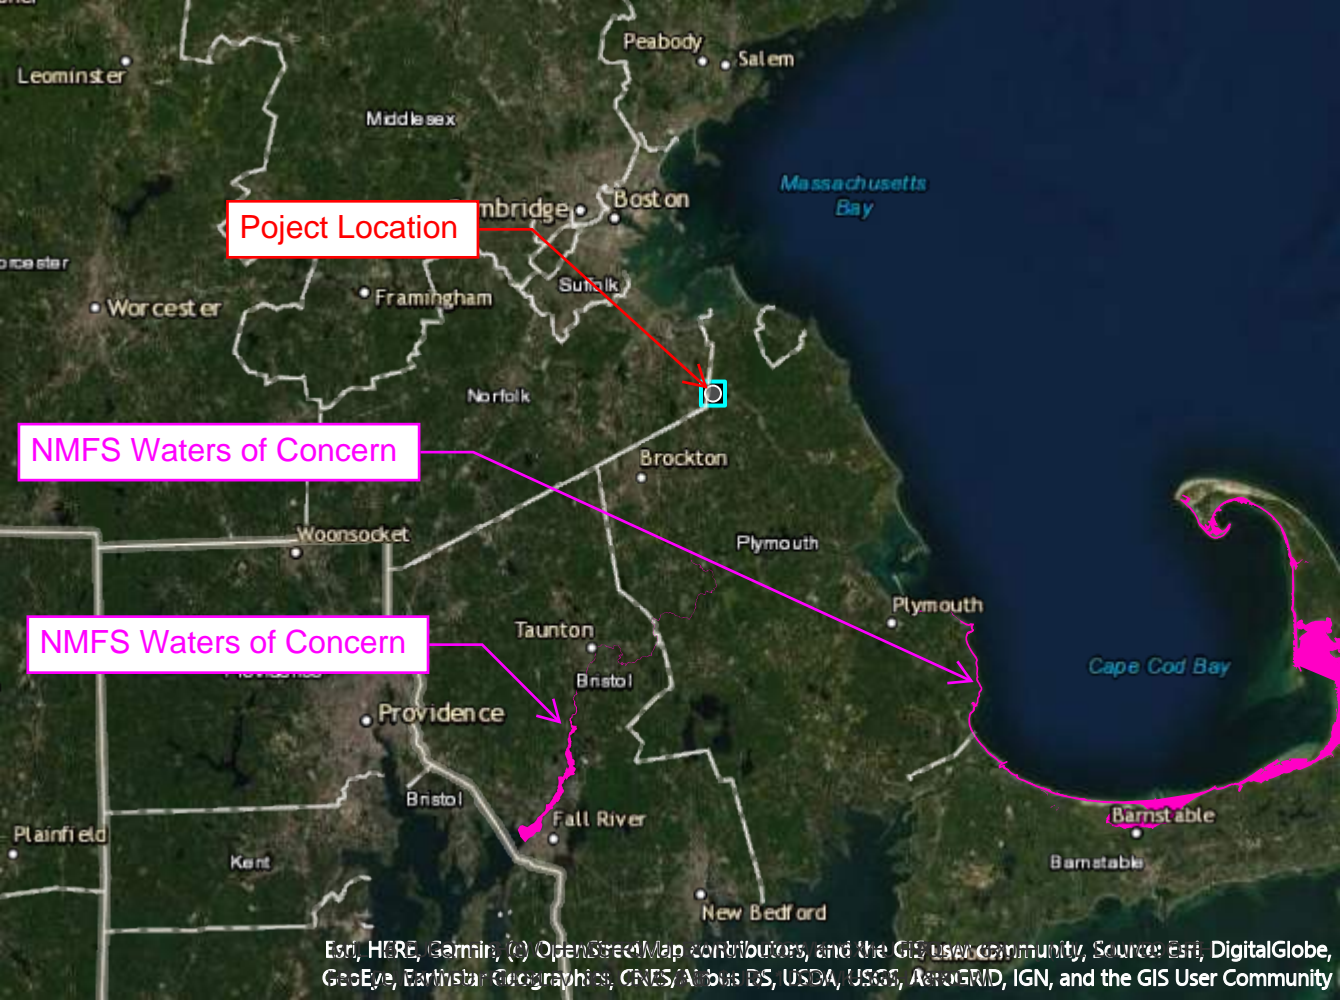 Leominster
Peabody
Salem
Middlesex
Massachusetts
Bay
mbridge
Boston
Poject Location
orcester
Suffolk
Worcester
Framingham
Norfolk
NMFS Waters of Concern
Brockton
Woonsocket
Plymouth
Plymouth
NMFS Waters of Concern
Taunton
Cape Cod Bay
Bristol
Providence
Bristol
Fall River
Barnstable
Plainfield
Kent
Barnstable
New Bedford
Esri, HERE, Garmin, (c) OpenStreetMap contributors, and the GIS user community, Source: Esri, DigitalGlobe,
GeoEye, Earthstar Geographics, CNES/Airbus DS, USDA, USGS, AeroGRID, IGN, and the GIS User Community